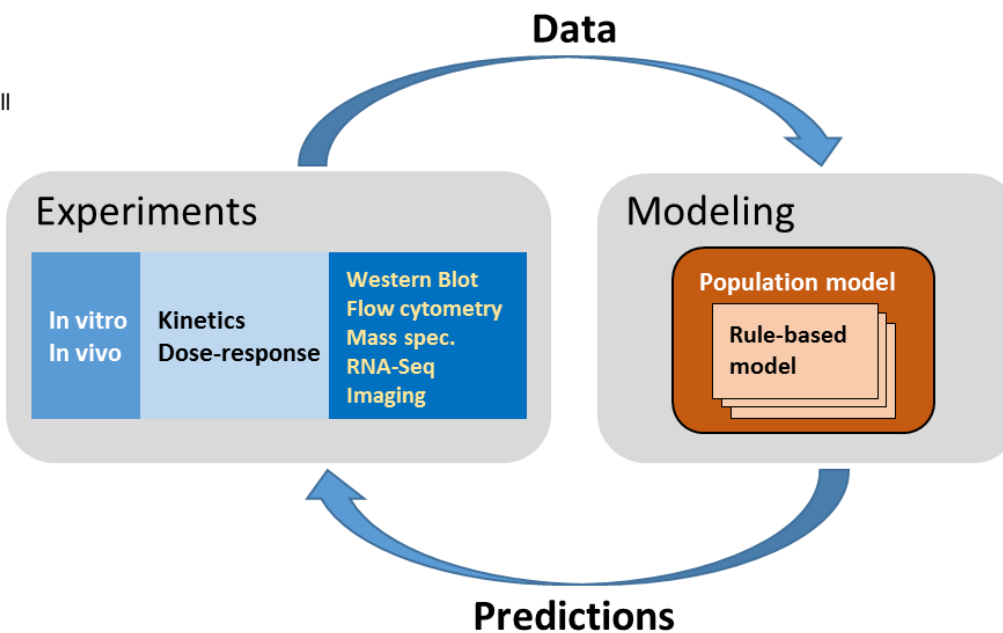 Data
ll
Experiments
In vitro
In vivo
Kinetics
Dose-response
Western Blot
Flow cytometry
Mass spec.
RNA-Seq
Imaging
Modeling
Population model
Rule-based
model
Predictions